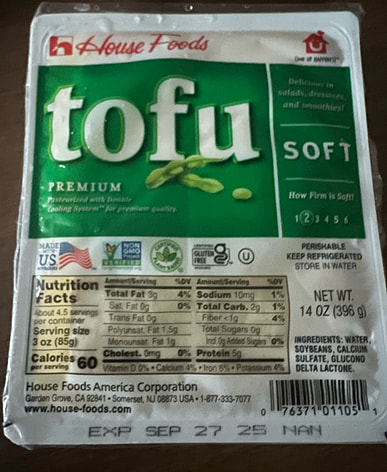 House Foods
CUBE OF HAPPINESS™
tofu
Delicious in
salads, dressings,
and smoothies!
SOFT
PREMIUM
Pasteurized with Double
Cooling System™ for premium quality.
How Firm is Soft?
1 2 3 4 5 6
MADE
IN
US
NON
GMO
Project
VERIFIED
CERTIFIED
GLUTEN
FREE
U
PERISHABLE
KEEP REFRIGERATED
STORE IN WATER
Nutrition
Facts
About 4.5 servings
per container
Serving size
3 oz (85g)
Calories 60
per serving
Amount/Serving %DV Amount/Serving %DV
Total Fat 3g 4% Sodium 10mg 1%
Sat. Fat 0g 0% Total Carb. 2g 1%
Trans Fat 0g Fiber <1g 4%
Polyunsat. Fat 1.5g Total Sugars 0g
Monounsat. Fat 1g Incl. 0g Added Sugars 0%
Cholest. 0mg 0% Protein 5g
Vitamin D 0% • Calcium 4% • Iron 6% • Potassium 4%
NET WT.
14 OZ (396 g)
INGREDIENTS: WATER,
SOYBEANS, CALCIUM
SULFATE, GLUCONO
DELTA LACTONE.
House Foods America Corporation
Garden Grove, CA 92841 • Somerset, NJ 08873 USA • 1-877-333-7077
www.house-foods.com
0 76371 01105 1
EXP SEP 27 25 NAN